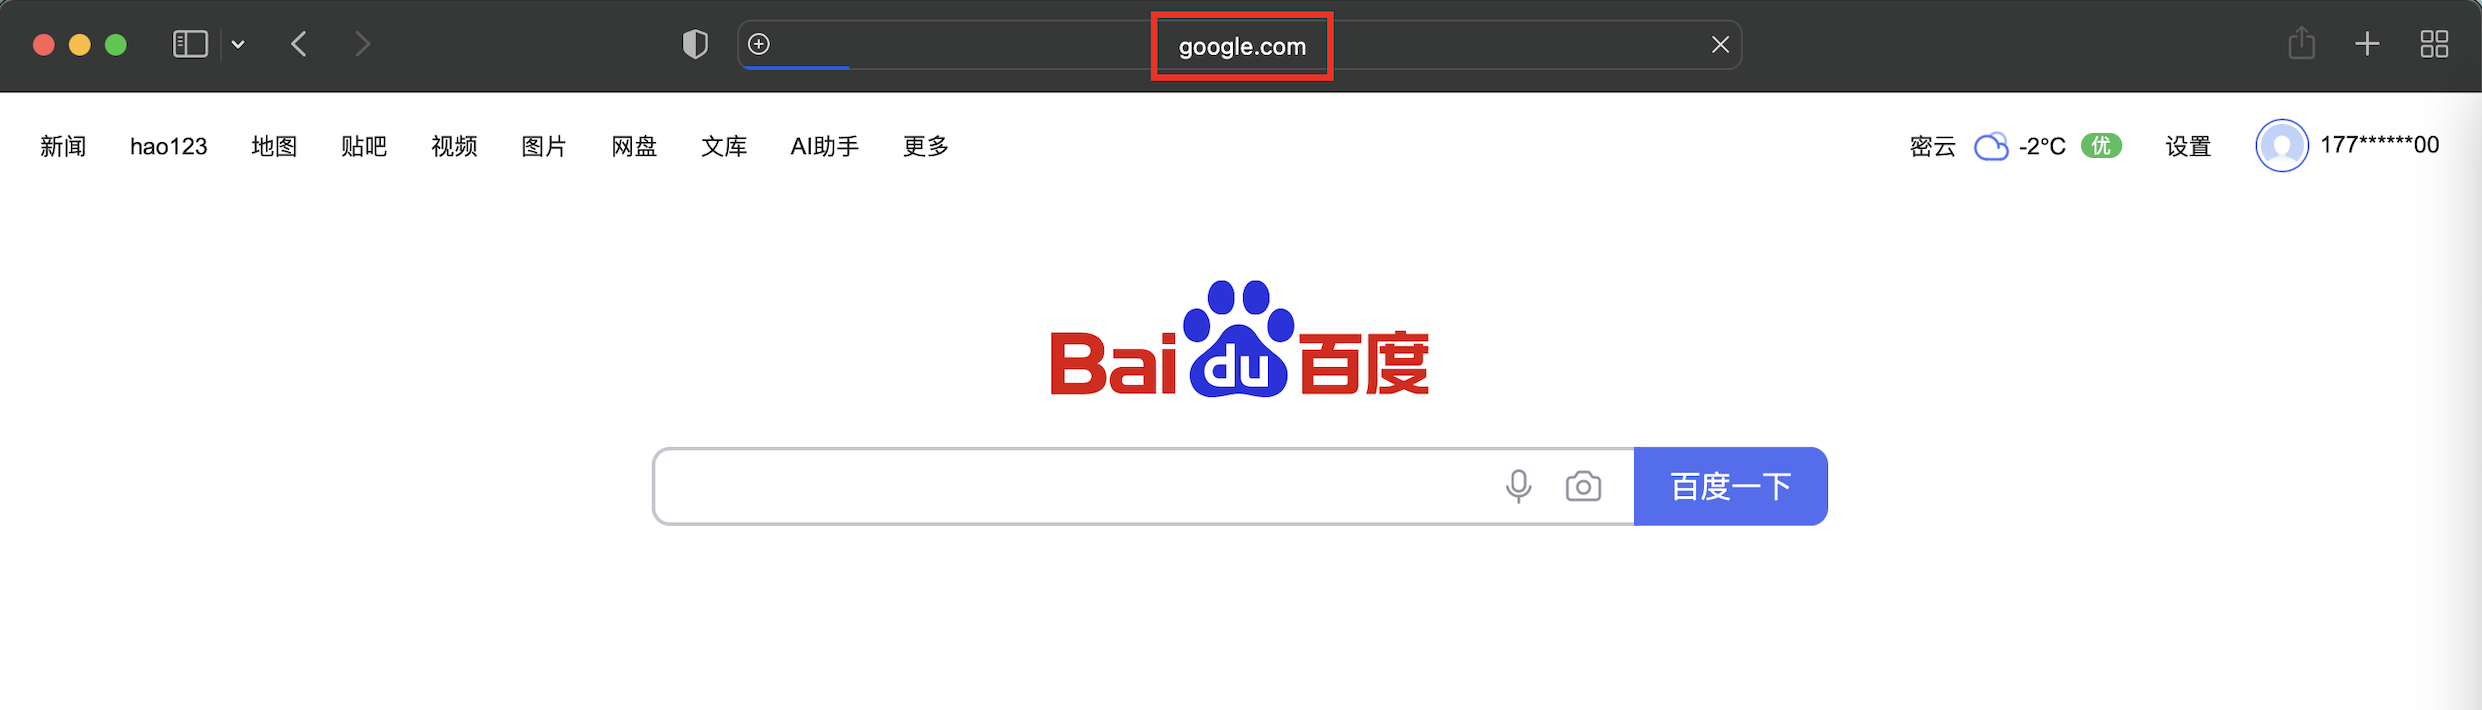 google.com
新闻 hao123 地图 贴吧 视频 图片 网盘 文库 AI助手 更多 密云 -2°C 优 设置 177******00
Bai du 百度
百度一下